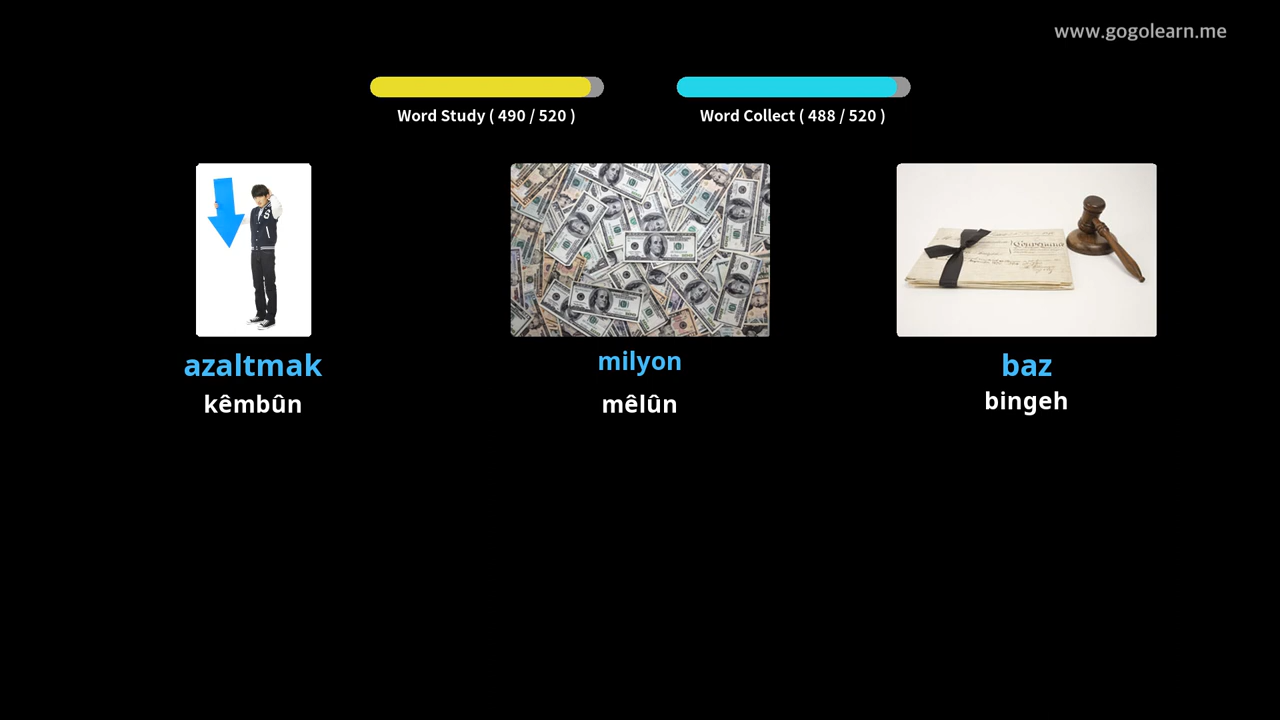 www.gogolearn.me
Word Study ( 490 / 520 )
Word Collect ( 488 / 520 )
azaltmak
kêmbûn
milyon
mêlûn
baz
bingeh